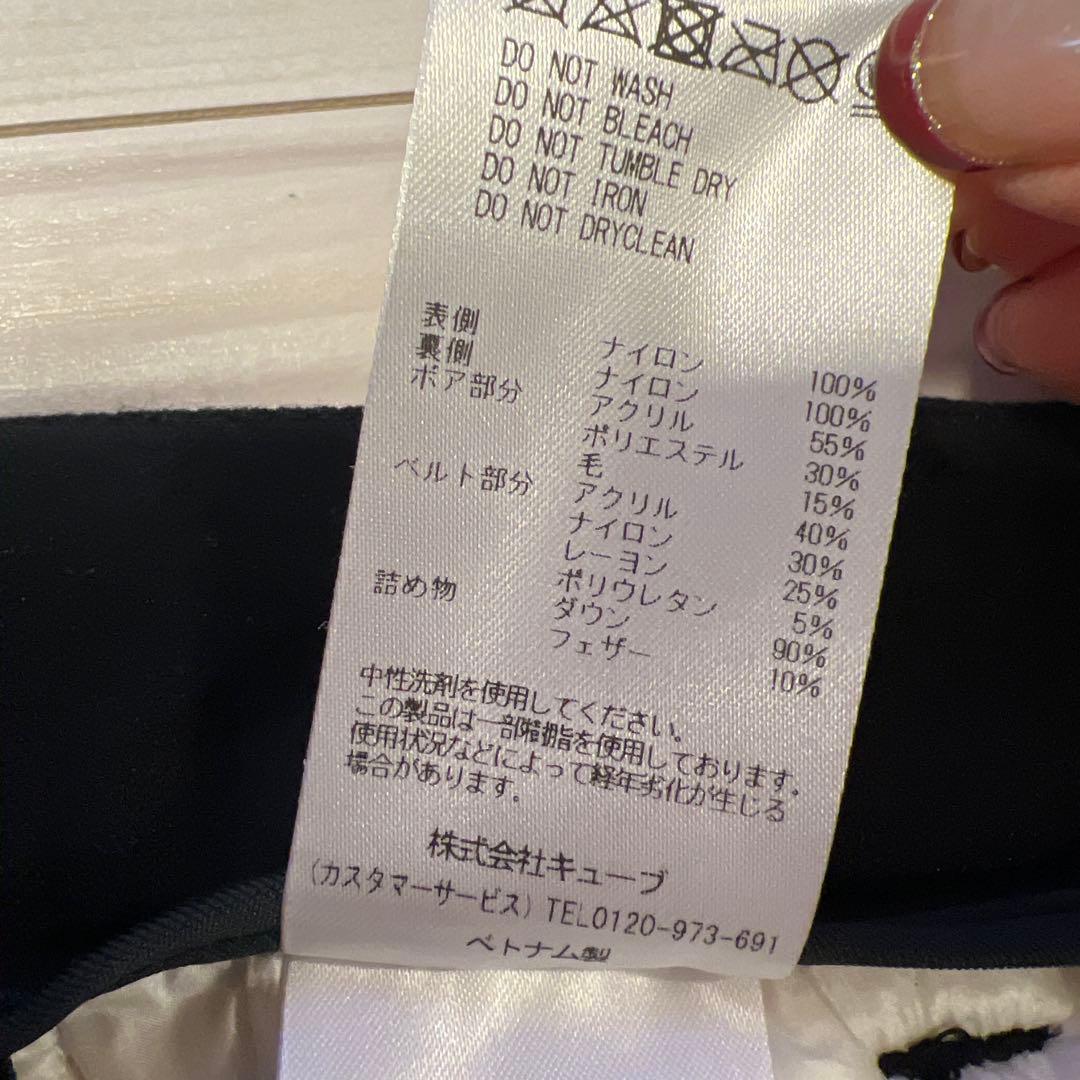 DO NOT WASH
DO NOT BLEACH
DO NOT TUMBLE DRY
DO NOT IRON
DO NOT DRYCLEAN
表側 ナイロン 100%
裏側 ナイロン 100%
ボア部分 アクリル 55%
ポリエステル 30%
毛 15%
ベルト部分 アクリル 40%
ナイロン 30%
レーヨン 25%
ポリウレタン 5%
詰め物 ダウン 90%
フェザー 10%
中性洗剤を使用してください。
この製品は一部樹脂を使用しております。
使用状況などによって経年劣化が生じる
場合があります。
株式会社キューブ
(カスタマーサービス) TEL0120-973-691
ベトナム製